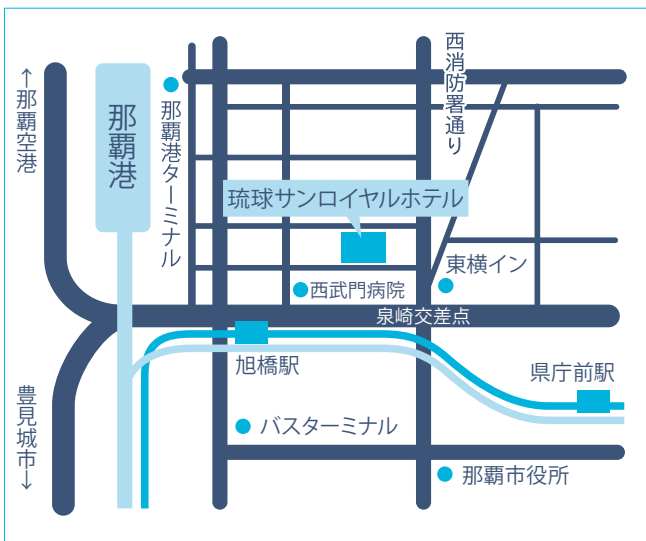 ←那覇空港
那覇港
那覇港ターミナル
西消防署通り
琉球サンロイヤルホテル
東横イン
西武門病院
泉崎交差点
旭橋駅
県庁前駅
豊見城市→
バスターミナル
那覇市役所